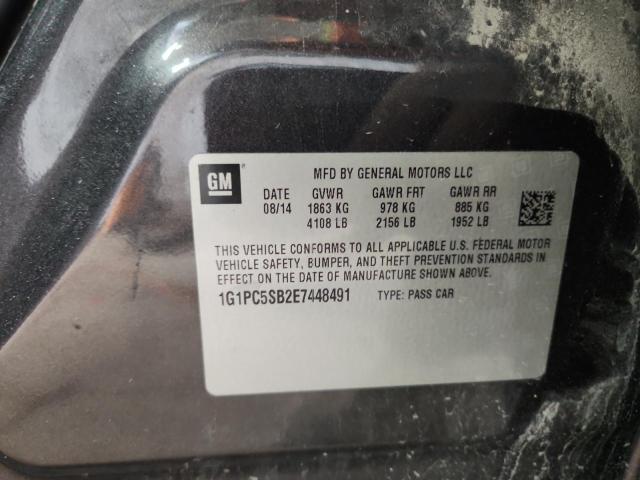 GM
MFD BY GENERAL MOTORS LLC
DATE GVWR GAWR FRT GAWR RR
08/14 1863 KG 978 KG 885 KG
4108 LB 2156 LB 1952 LB
THIS VEHICLE CONFORMS TO ALL APPLICABLE U.S. FEDERAL MOTOR
VEHICLE SAFETY, BUMPER, AND THEFT PREVENTION STANDARDS IN
EFFECT ON THE DATE OF MANUFACTURE SHOWN ABOVE.
1G1PC5SB2E7448491 TYPE: PASS CAR